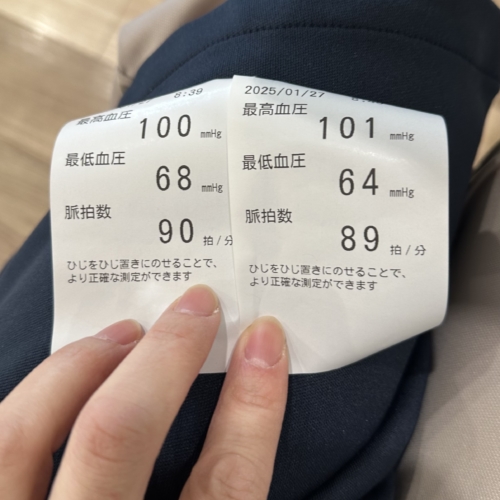 8:39
最高血圧
100 mmHg
最低血圧
68 mmHg
脈拍数
90 拍/分
ひじをひじ置きにのせることで、
より正確な測定ができます
2025/01/27
最高血圧
101 mmHg
最低血圧
64 mmHg
脈拍数
89 拍/分
ひじをひじ置きにのせることで、
より正確な測定ができます